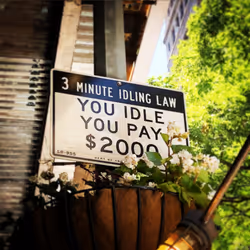 3 MINUTE IDLING LAW
YOU IDLE
YOU PAY
$2000